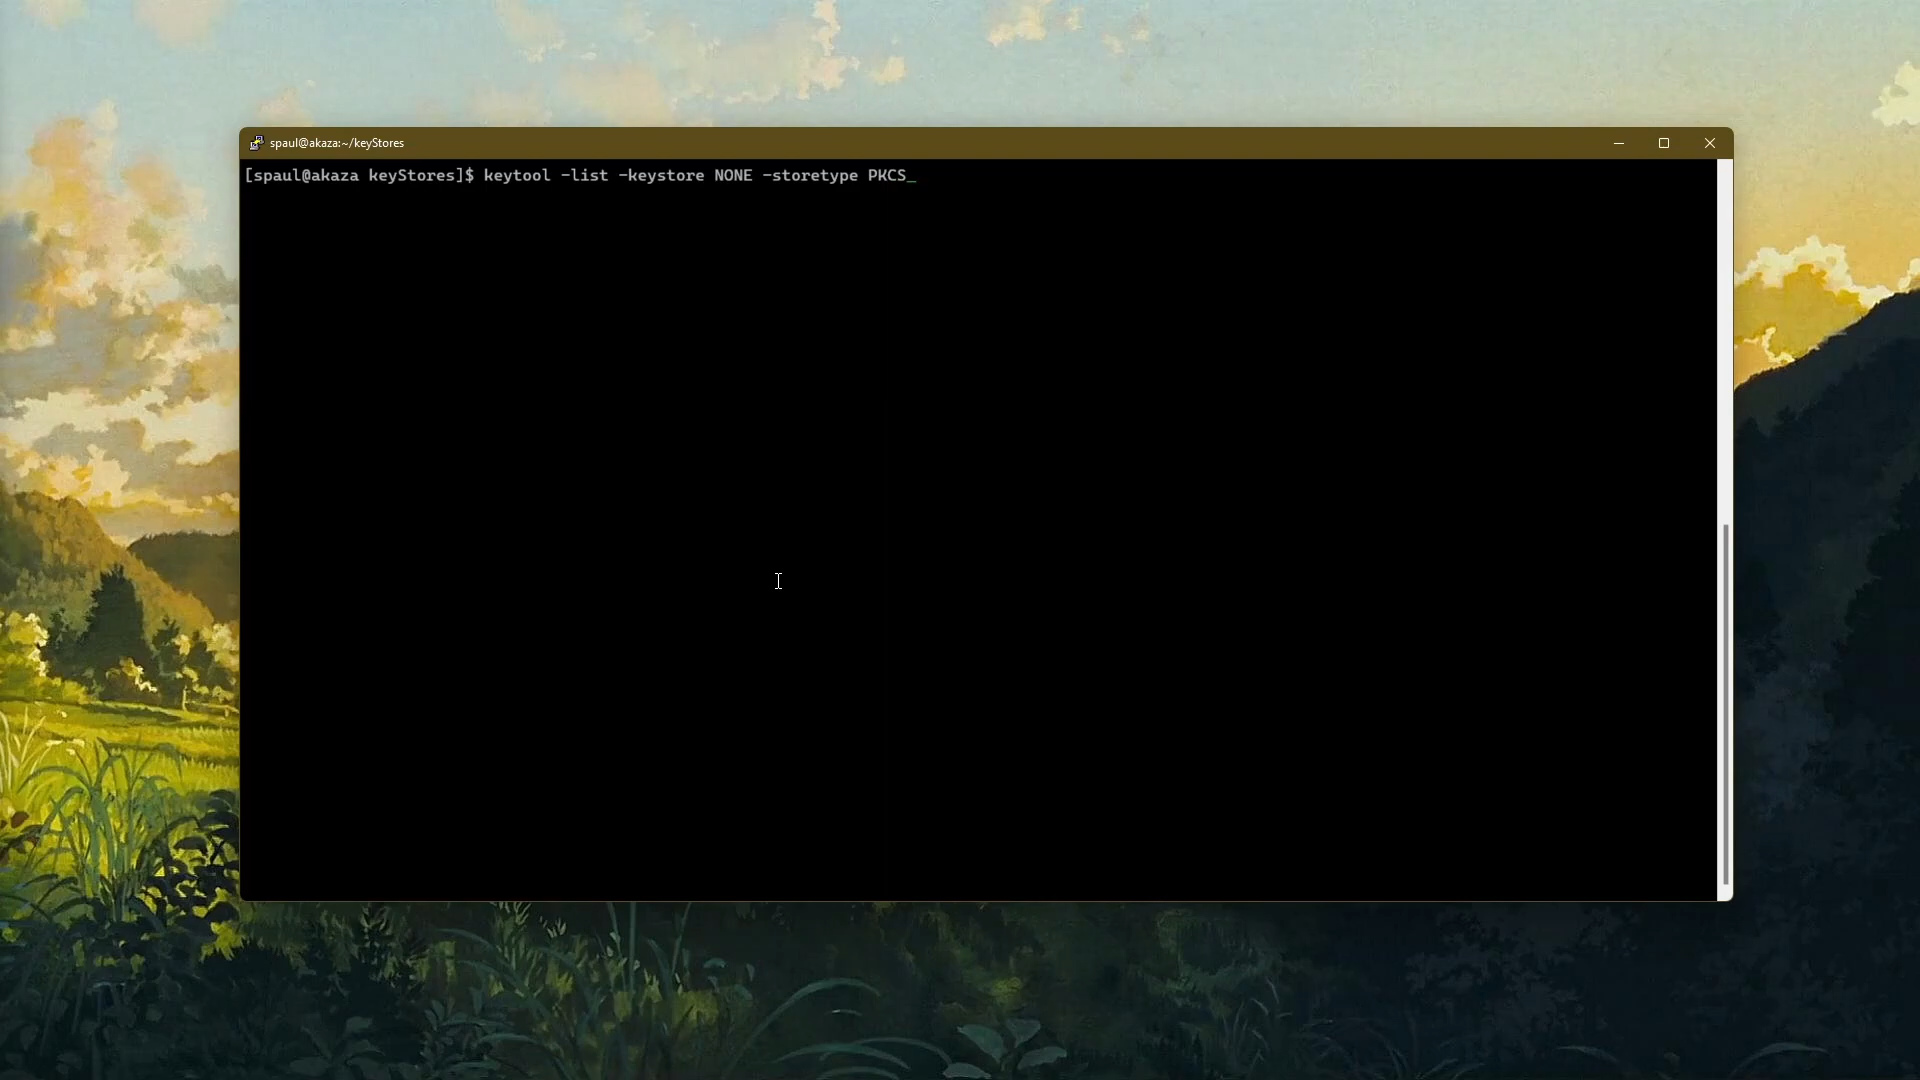 spaul@akaza:~/keyStores
[spaul@akaza keyStores]$ keytool -list -keystore NONE -storetype PKCS_